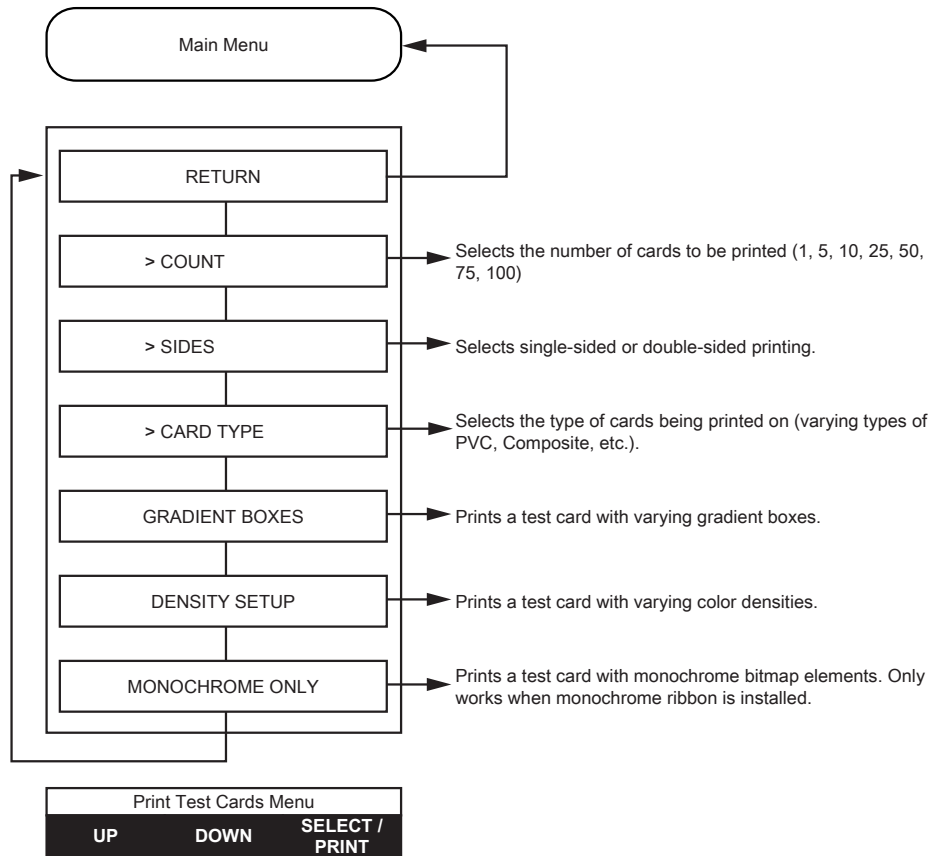 Main Menu
RETURN
> COUNT
Selects the number of cards to be printed (1, 5, 10, 25, 50,
75, 100)
> SIDES
Selects single-sided or double-sided printing.
> CARD TYPE
Selects the type of cards being printed on (varying types of
PVC, Composite, etc.).
GRADIENT BOXES
Prints a test card with varying gradient boxes.
DENSITY SETUP
Prints a test card with varying color densities.
MONOCHROME ONLY
Prints a test card with monochrome bitmap elements. Only
works when monochrome ribbon is installed.
Print Test Cards Menu
UP DOWN SELECT /
PRINT